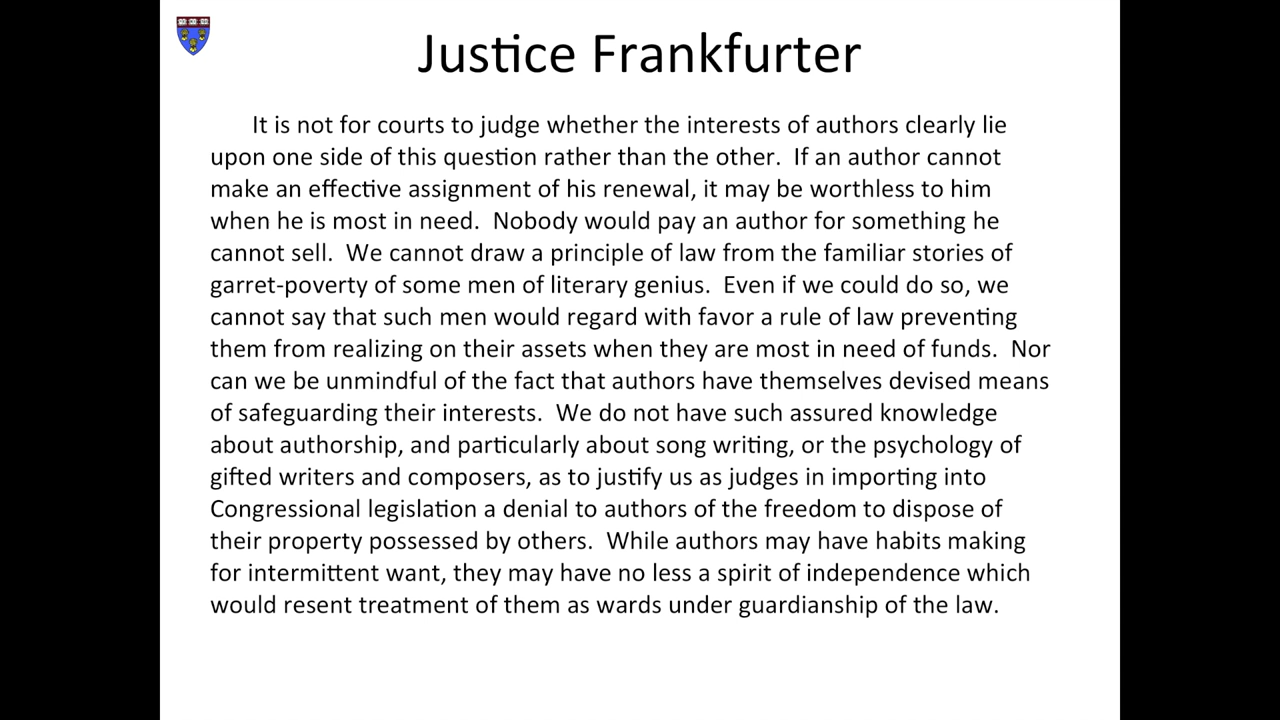 Justice Frankfurter
It is not for courts to judge whether the interests of authors clearly lie
upon one side of this question rather than the other. If an author cannot
make an effective assignment of his renewal, it may be worthless to him
when he is most in need. Nobody would pay an author for something he
cannot sell. We cannot draw a principle of law from the familiar stories of
garret-poverty of some men of literary genius. Even if we could do so, we
cannot say that such men would regard with favor a rule of law preventing
them from realizing on their assets when they are most in need of funds. Nor
can we be unmindful of the fact that authors have themselves devised means
of safeguarding their interests. We do not have such assured knowledge
about authorship, and particularly about song writing, or the psychology of
gifted writers and composers, as to justify us as judges in importing into
Congressional legislation a denial to authors of the freedom to dispose of
their property possessed by others. While authors may have habits making
for intermittent want, they may have no less a spirit of independence which
would resent treatment of them as wards under guardianship of the law.